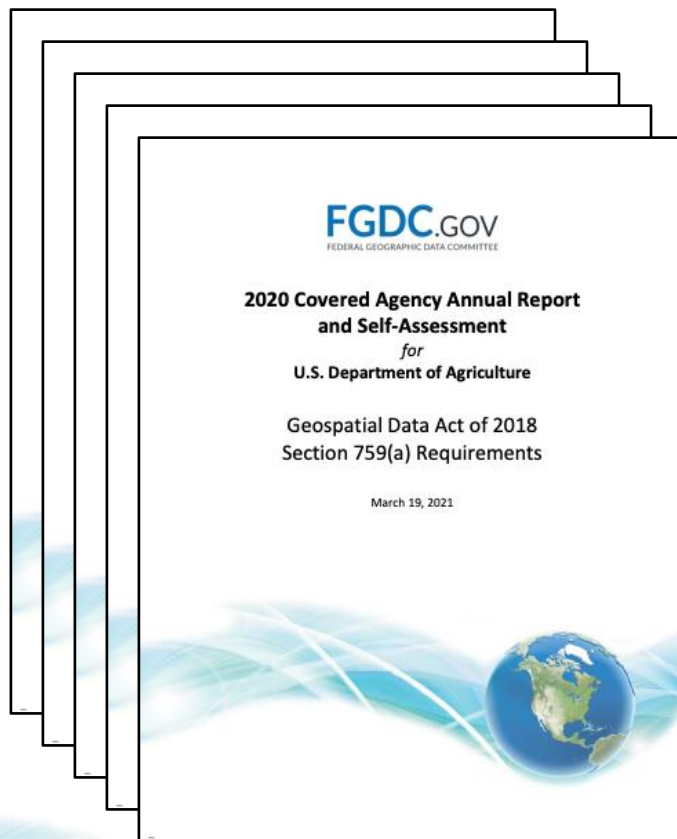 FGDC.GOV
FEDERAL GEOGRAPHIC DATA COMMITTEE
2020 Covered Agency Annual Report
and Self-Assessment
for
U.S. Department of Agriculture
Geospatial Data Act of 2018
Section 759(a) Requirements
March 19, 2021